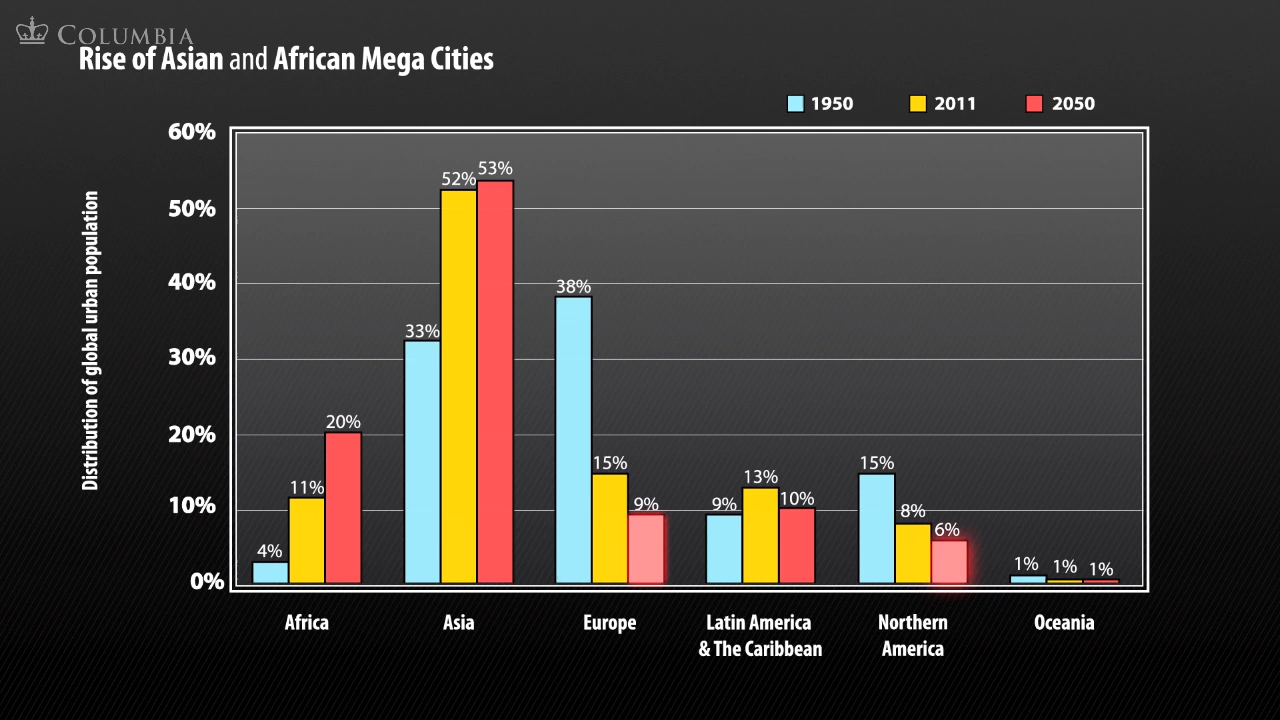 COLUMBIA
Rise of Asian and African Mega Cities
1950 2011 2050
Distribution of global urban population
60%
50%
40%
30%
20%
10%
0%
4% 11% 20%
33% 52% 53%
38% 15% 9%
9% 13% 10%
15% 8% 6%
1% 1% 1%
Africa Asia Europe Latin America Northern Oceania
& The Caribbean America